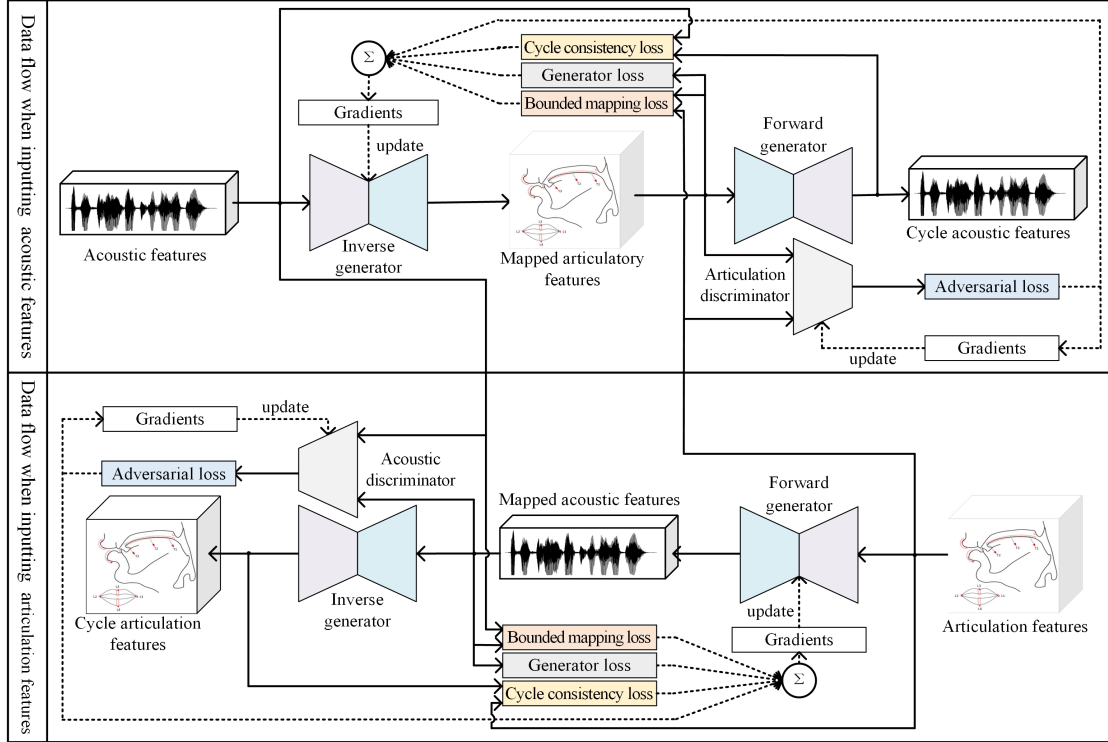 Data flow when inputting acoustic features
Cycle consistency loss
Σ
Generator loss
Bounded mapping loss
Gradients
update
Forward
generator
Acoustic features
Inverse
generator
Mapped articulatory
features
Cycle acoustic features
Articulation
discriminator
Adversarial loss
Gradients
update
Data flow when inputting articulation features
Gradients
update
Adversarial loss
Acoustic
discriminator
Mapped acoustic features
Forward
generator
Cycle articulation
features
Inverse
generator
update
Articulation features
Bounded mapping loss
Gradients
Generator loss
Σ
Cycle consistency loss